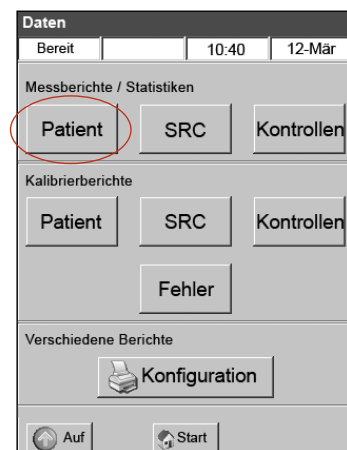 Daten
Bereit 10:40 12-Mär
Messberichte / Statistiken
Patient SRC Kontrollen
Kalibrierberichte
Patient SRC Kontrollen
Fehler
Verschiedene Berichte
Konfiguration
Auf Start